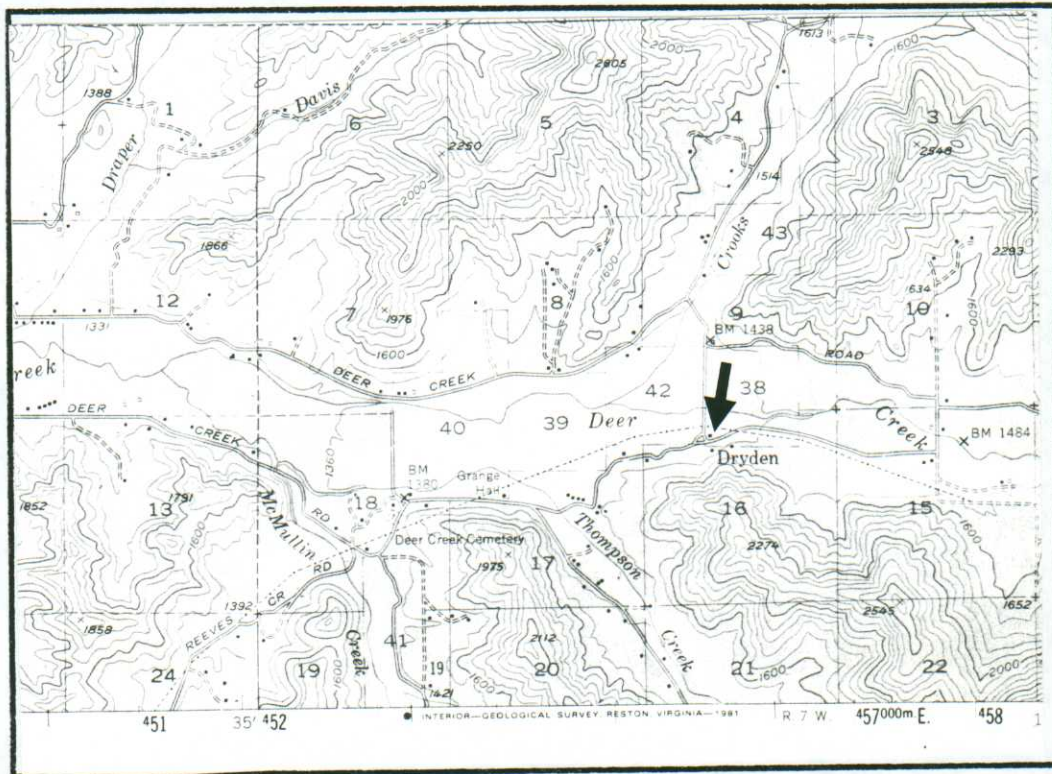 1613
1600
2000
2805
1388
1
Davis
6
5
4
3
2250
2548
Draper
2000
1514
Crooks
43
1866
2293
12
7
8
9
1634
10
1976
1600
1600
1600
1331
BM 1438
ROAD
DEER CREEK
reek
42
38
40
39
Deer
Creek
DEER CREEK RD
BM 1484
Dryden
1360
BM
1380
Grange
Hall
1852
13
1791
McMullin
18
16
15
1600
Thompson
1600
Deer Creek Cemetery
2274
1975
17
REEVES CR RD
1392
2545
1652
1858
Creek
41
2112
Creek
24
19
19
20
21
22
1600
1421
1600
1600
2000
451
35'
452
INTERIOR—GEOLOGICAL SURVEY, RESTON, VIRGINIA—1981
R. 7 W.
457000m. E.
458
1